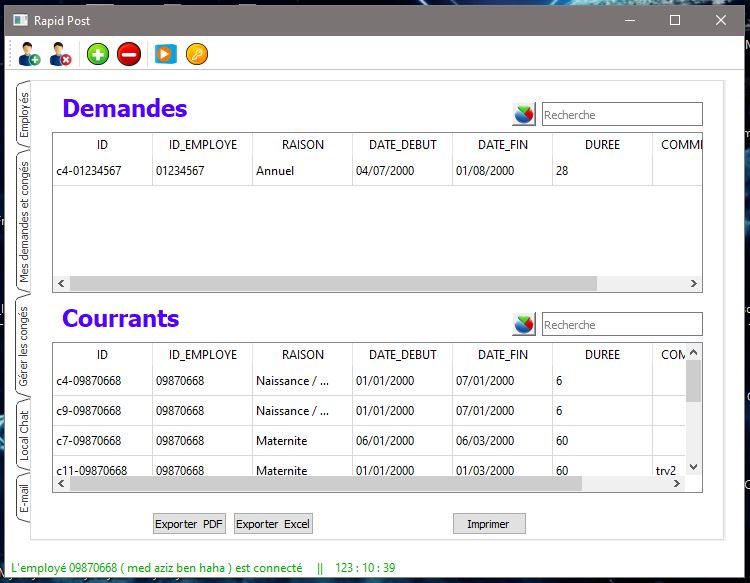 Rapid Post
Employés
Mes demandes et congés
Gérer les congés
Local Chat
E-mail
Demandes
Recherche
ID ID_EMPLOYE RAISON DATE_DEBUT DATE_FIN DUREE COMMI
c4-01234567 01234567 Annuel 04/07/2000 01/08/2000 28
Courrants
Recherche
ID ID_EMPLOYE RAISON DATE_DEBUT DATE_FIN DUREE COM
c4-09870668 09870668 Naissance / ... 01/01/2000 07/01/2000 6
c9-09870668 09870668 Naissance / ... 01/01/2000 07/01/2000 6
c7-09870668 09870668 Maternite 06/01/2000 06/03/2000 60
c11-09870668 09870668 Maternite 01/01/2000 01/03/2000 60 trv2
Exporter PDF Exporter Excel Imprimer
L'employé 09870668 ( med aziz ben haha ) est connecté || 123 : 10 : 39